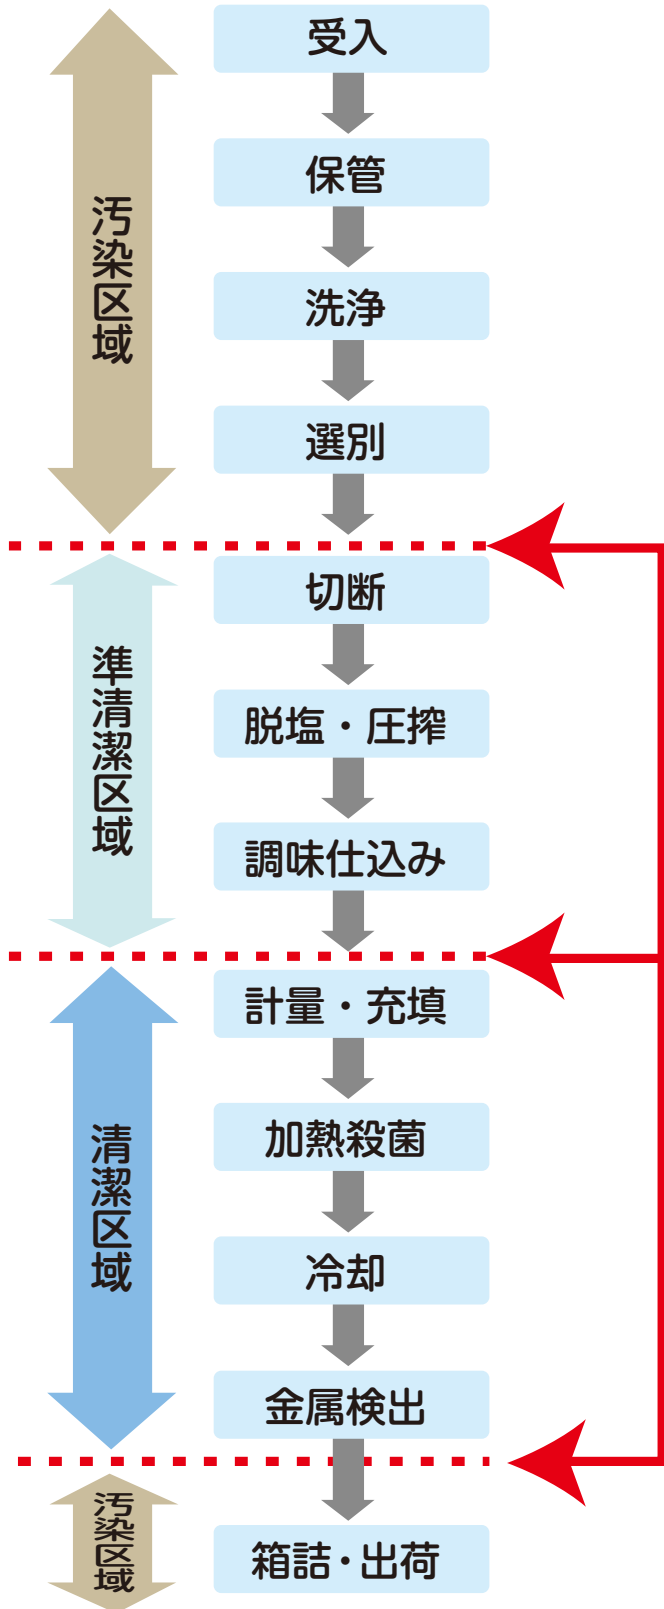 汚染区域
受入
保管
洗浄
選別
準清潔区域
切断
脱塩・圧搾
調味仕込み
清潔区域
計量・充填
加熱殺菌
冷却
金属検出
汚染区域
箱詰・出荷